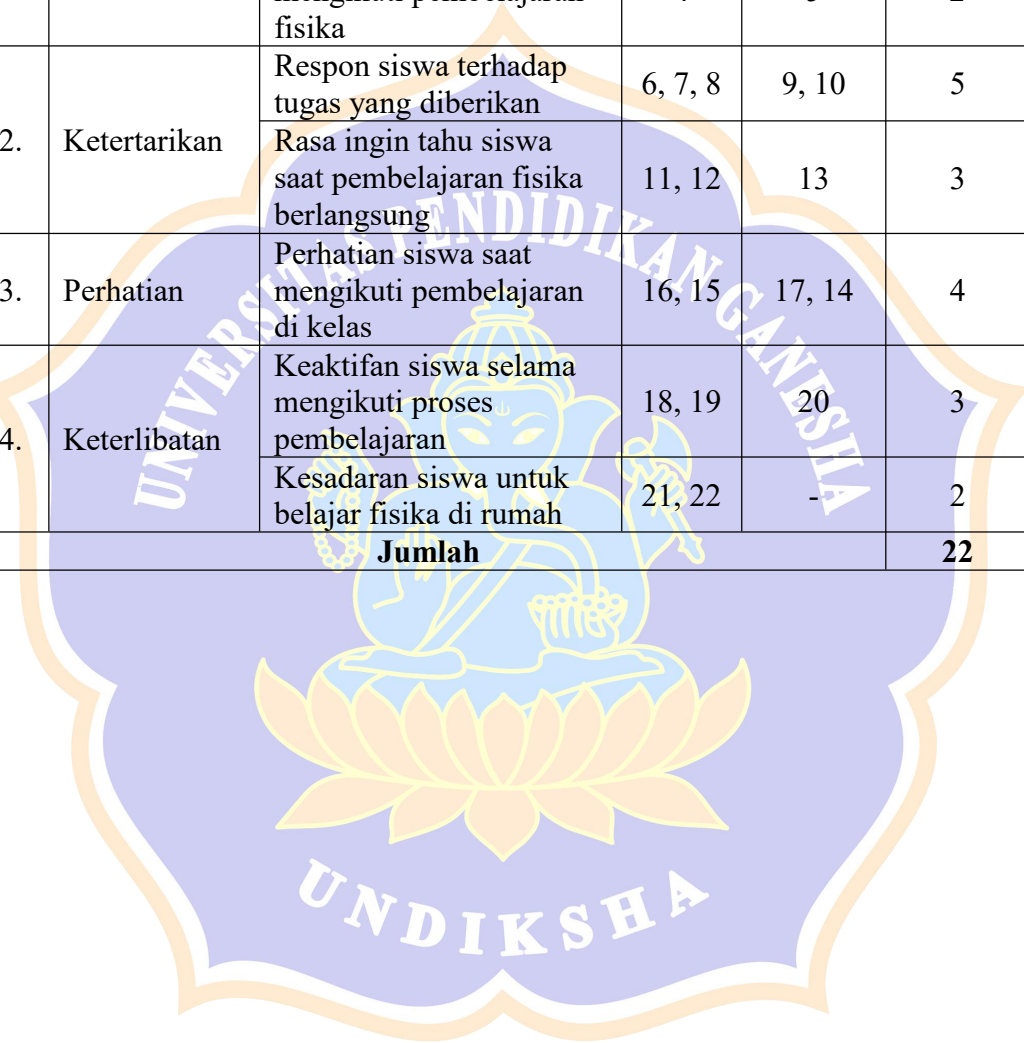 fisika
2. Ketertarikan
Respon siswa terhadap
tugas yang diberikan
6, 7, 8
9, 10
5
Rasa ingin tahu siswa
saat pembelajaran fisika
berlangsung
11, 12
13
3
3. Perhatian
Perhatian siswa saat
mengikuti pembelajaran
di kelas
16, 15
17, 14
4
4. Keterlibatan
Keaktifan siswa selama
mengikuti proses
pembelajaran
18, 19
20
3
Kesadaran siswa untuk
belajar fisika di rumah
21, 22
-
2
Jumlah
22
UNIVERSITAS PENDIDIKAN GANESHA
UNDIKSHA